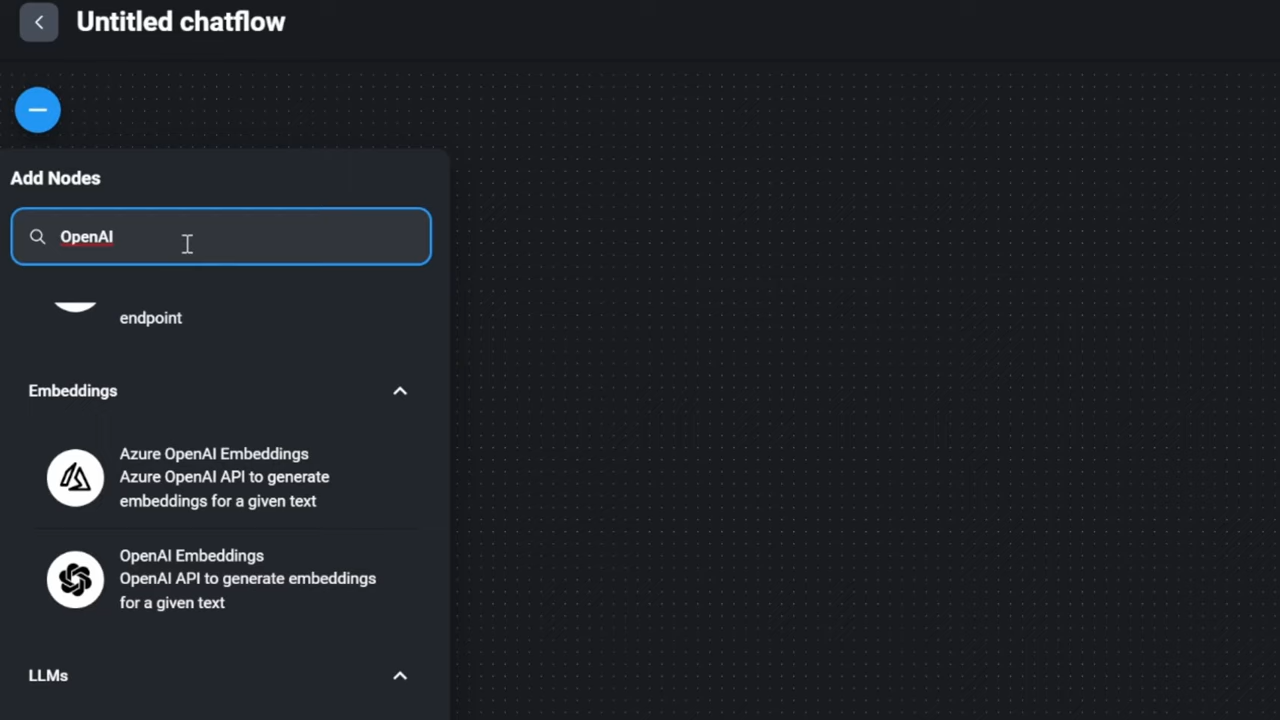 Untitled chatflow
Add Nodes
OpenAI
endpoint
Embeddings
Azure OpenAI Embeddings
Azure OpenAI API to generate
embeddings for a given text
OpenAI Embeddings
OpenAI API to generate embeddings
for a given text
LLMs